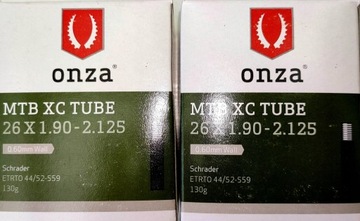 onza®
MTB XC TUBE
26 X 1.90-2.125
0.60mm Wall
Schrader
ETRTO 44/52-559
130g
onza®
MTB XC TUBE
26 X 1.90-2.125
0.60mm Wall
Schrader
ETRTO 44/52-559
130g